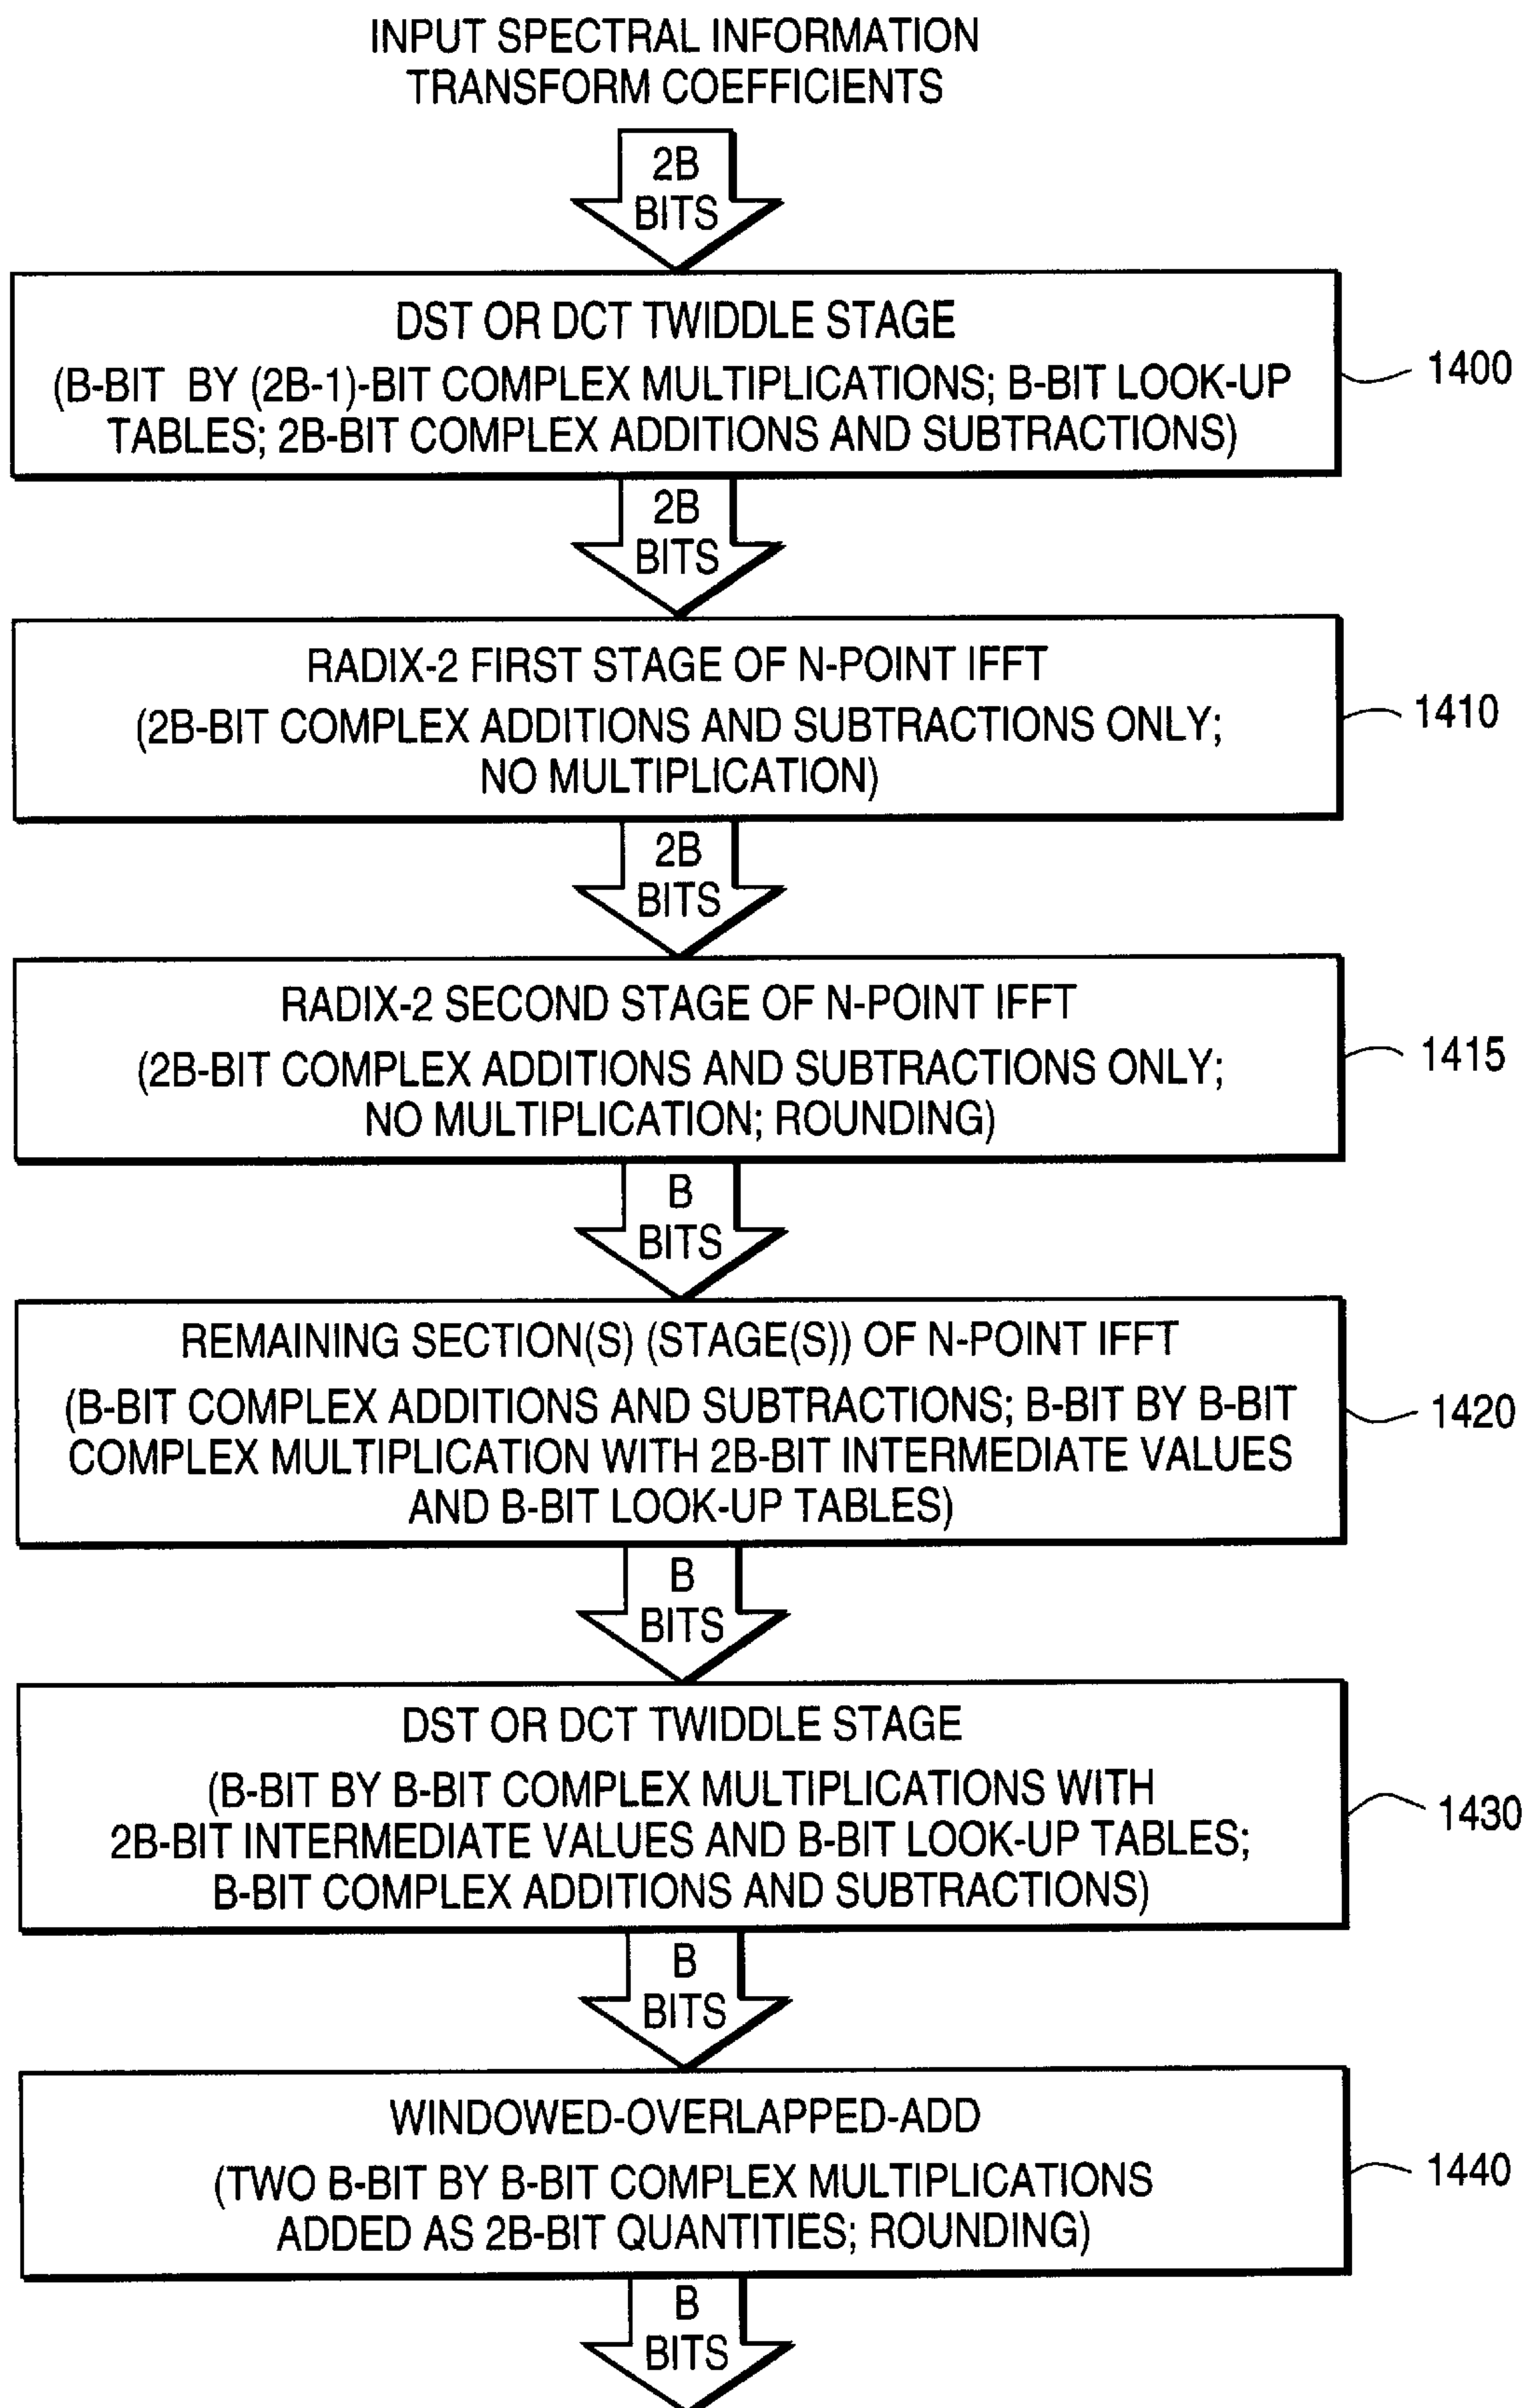 INPUT SPECTRAL INFORMATION
TRANSFORM COEFFICIENTS
2B
BITS
DST OR DCT TWIDDLE STAGE
(B-BIT BY (2B-1)-BIT COMPLEX MULTIPLICATIONS; B-BIT LOOK-UP
TABLES; 2B-BIT COMPLEX ADDITIONS AND SUBTRACTIONS)
1400
2B
BITS
RADIX-2 FIRST STAGE OF N-POINT IFFT
(2B-BIT COMPLEX ADDITIONS AND SUBTRACTIONS ONLY;
NO MULTIPLICATION)
1410
2B
BITS
RADIX-2 SECOND STAGE OF N-POINT IFFT
(2B-BIT COMPLEX ADDITIONS AND SUBTRACTIONS ONLY;
NO MULTIPLICATION; ROUNDING)
1415
B
BITS
REMAINING SECTION(S) (STAGE(S)) OF N-POINT IFFT
(B-BIT COMPLEX ADDITIONS AND SUBTRACTIONS; B-BIT BY B-BIT
COMPLEX MULTIPLICATION WITH 2B-BIT INTERMEDIATE VALUES
AND B-BIT LOOK-UP TABLES)
1420
B
BITS
DST OR DCT TWIDDLE STAGE
(B-BIT BY B-BIT COMPLEX MULTIPLICATIONS WITH
2B-BIT INTERMEDIATE VALUES AND B-BIT LOOK-UP TABLES;
B-BIT COMPLEX ADDITIONS AND SUBTRACTIONS)
1430
B
BITS
WINDOWED-OVERLAPPED-ADD
(TWO B-BIT BY B-BIT COMPLEX MULTIPLICATIONS
ADDED AS 2B-BIT QUANTITIES; ROUNDING)
1440
B
BITS